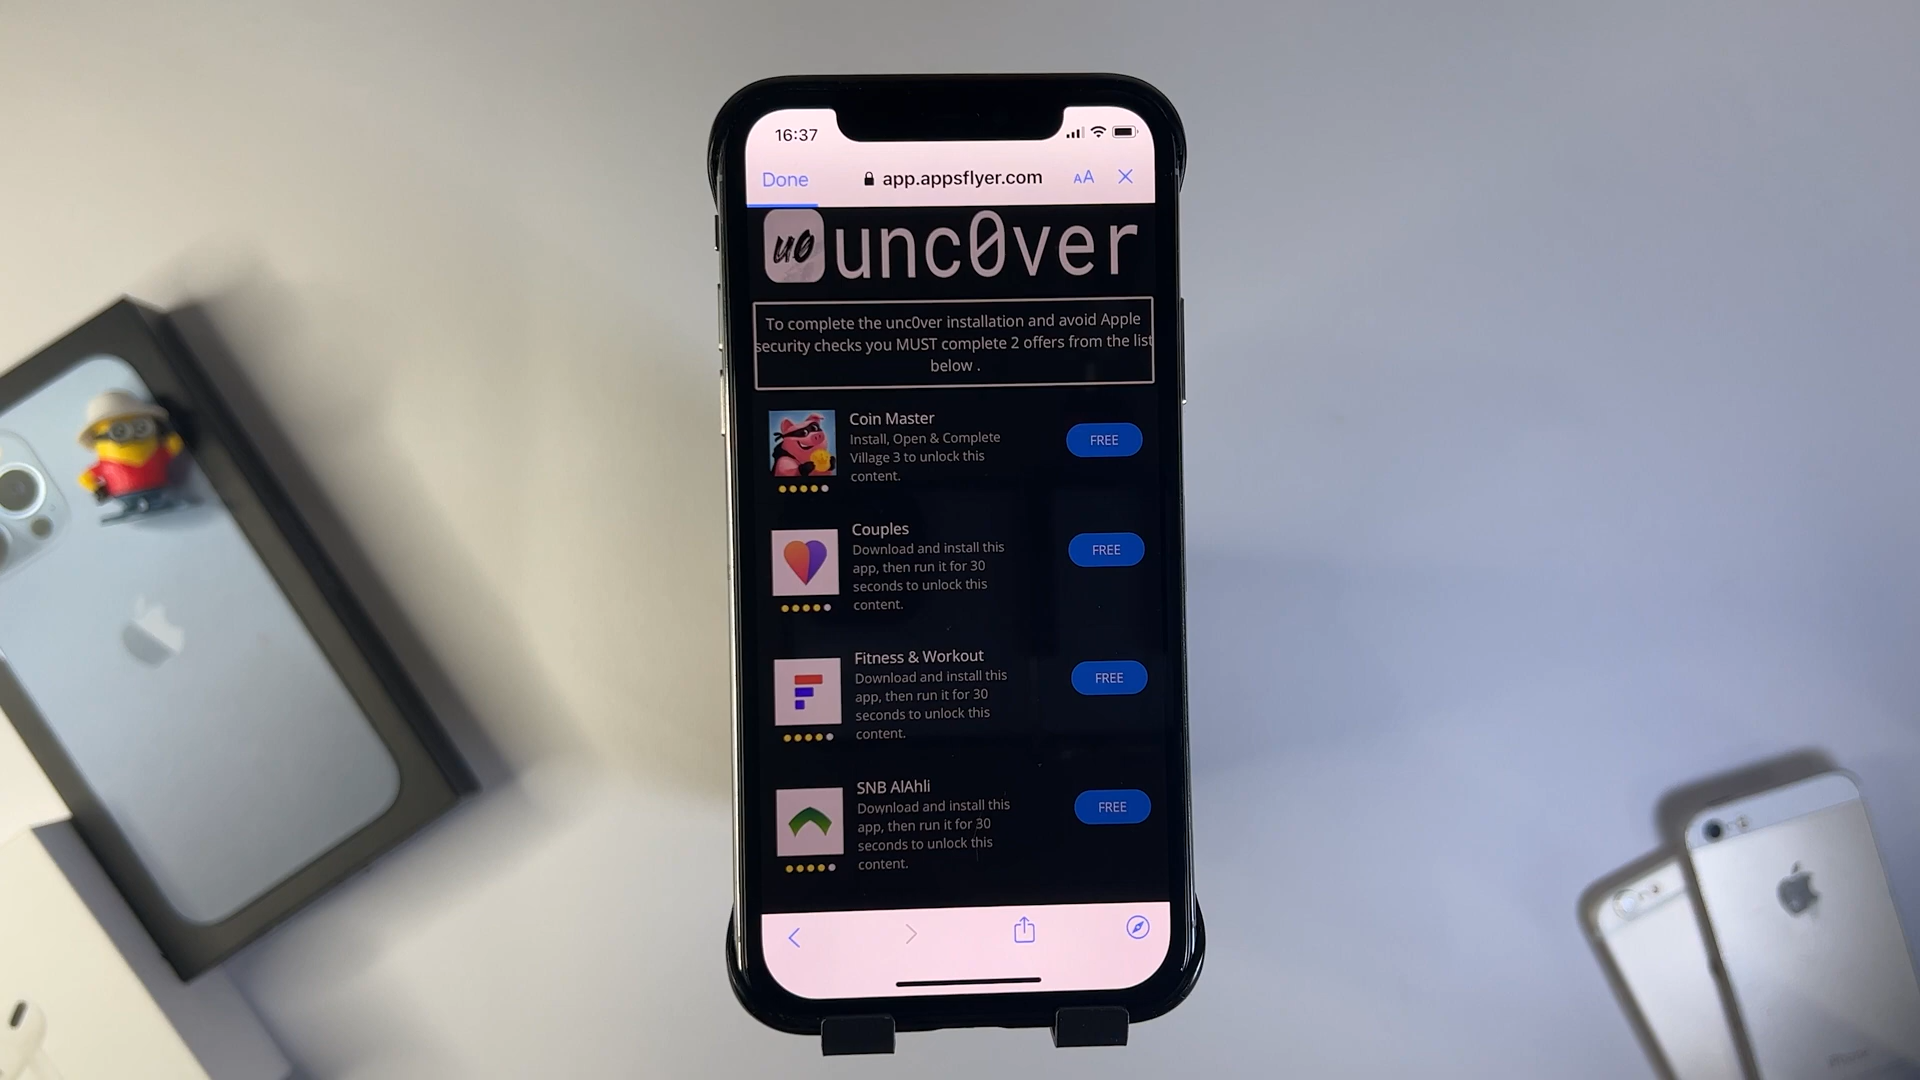 16:37
Done app.appsflyer.com AA
u0 unc0ver
To complete the unc0ver installation and avoid Apple
security checks you MUST complete 2 offers from the list
below .
Coin Master
Install, Open & Complete
Village 3 to unlock this
content.
FREE
Couples
Download and install this
app, then run it for 30
seconds to unlock this
content.
FREE
Fitness & Workout
Download and install this
app, then run it for 30
seconds to unlock this
content.
FREE
SNB AlAhli
Download and install this
app, then run it for 30
seconds to unlock this
content.
FREE